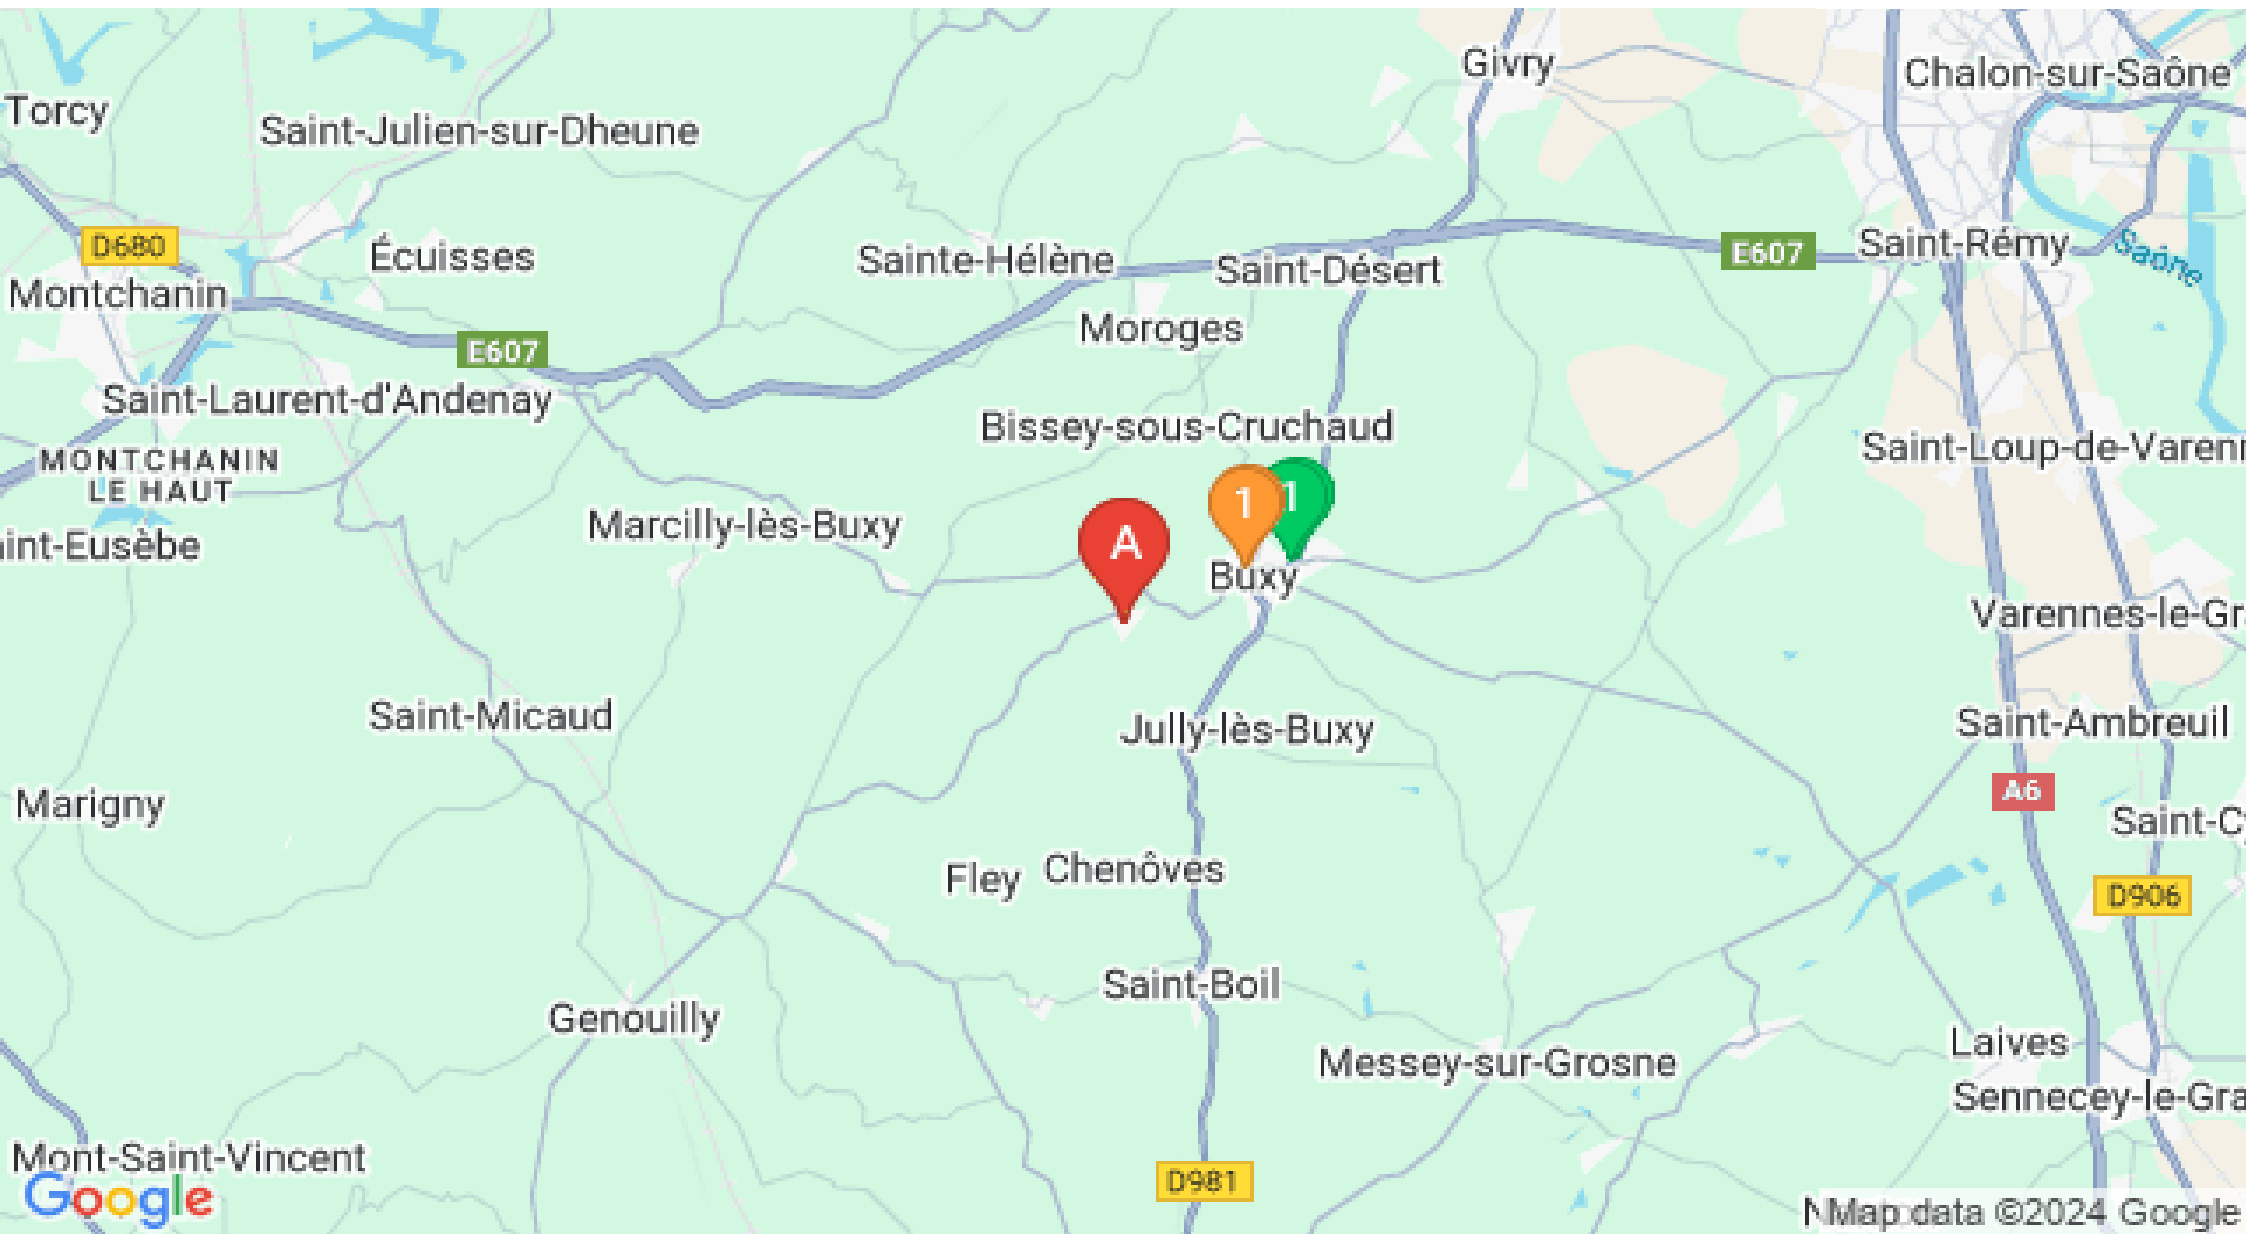 Givry
Chalon-sur-Saône
Torcy
Saint-Julien-sur-Dheune
D680
Écuisses
Sainte-Hélène
Saint-Désert
E607
Saint-Rémy
Saône
Montchanin
Moroges
E607
Saint-Laurent-d'Andenay
Bissey-sous-Cruchaud
MONTCHANIN
LE HAUT
Saint-Loup-de-Varenn
1
1
Marcilly-lès-Buxy
A
int-Eusèbe
Buxy
Varennes-le-Gr
Saint-Micaud
Jully-lès-Buxy
Saint-Ambreuil
A6
Marigny
Saint-C
Fley
Chenôves
D906
Saint-Boil
Genouilly
Laives
Messey-sur-Grosne
Sennecey-le-Gra
Mont-Saint-Vincent
D981
Google
Map data ©2024 Google